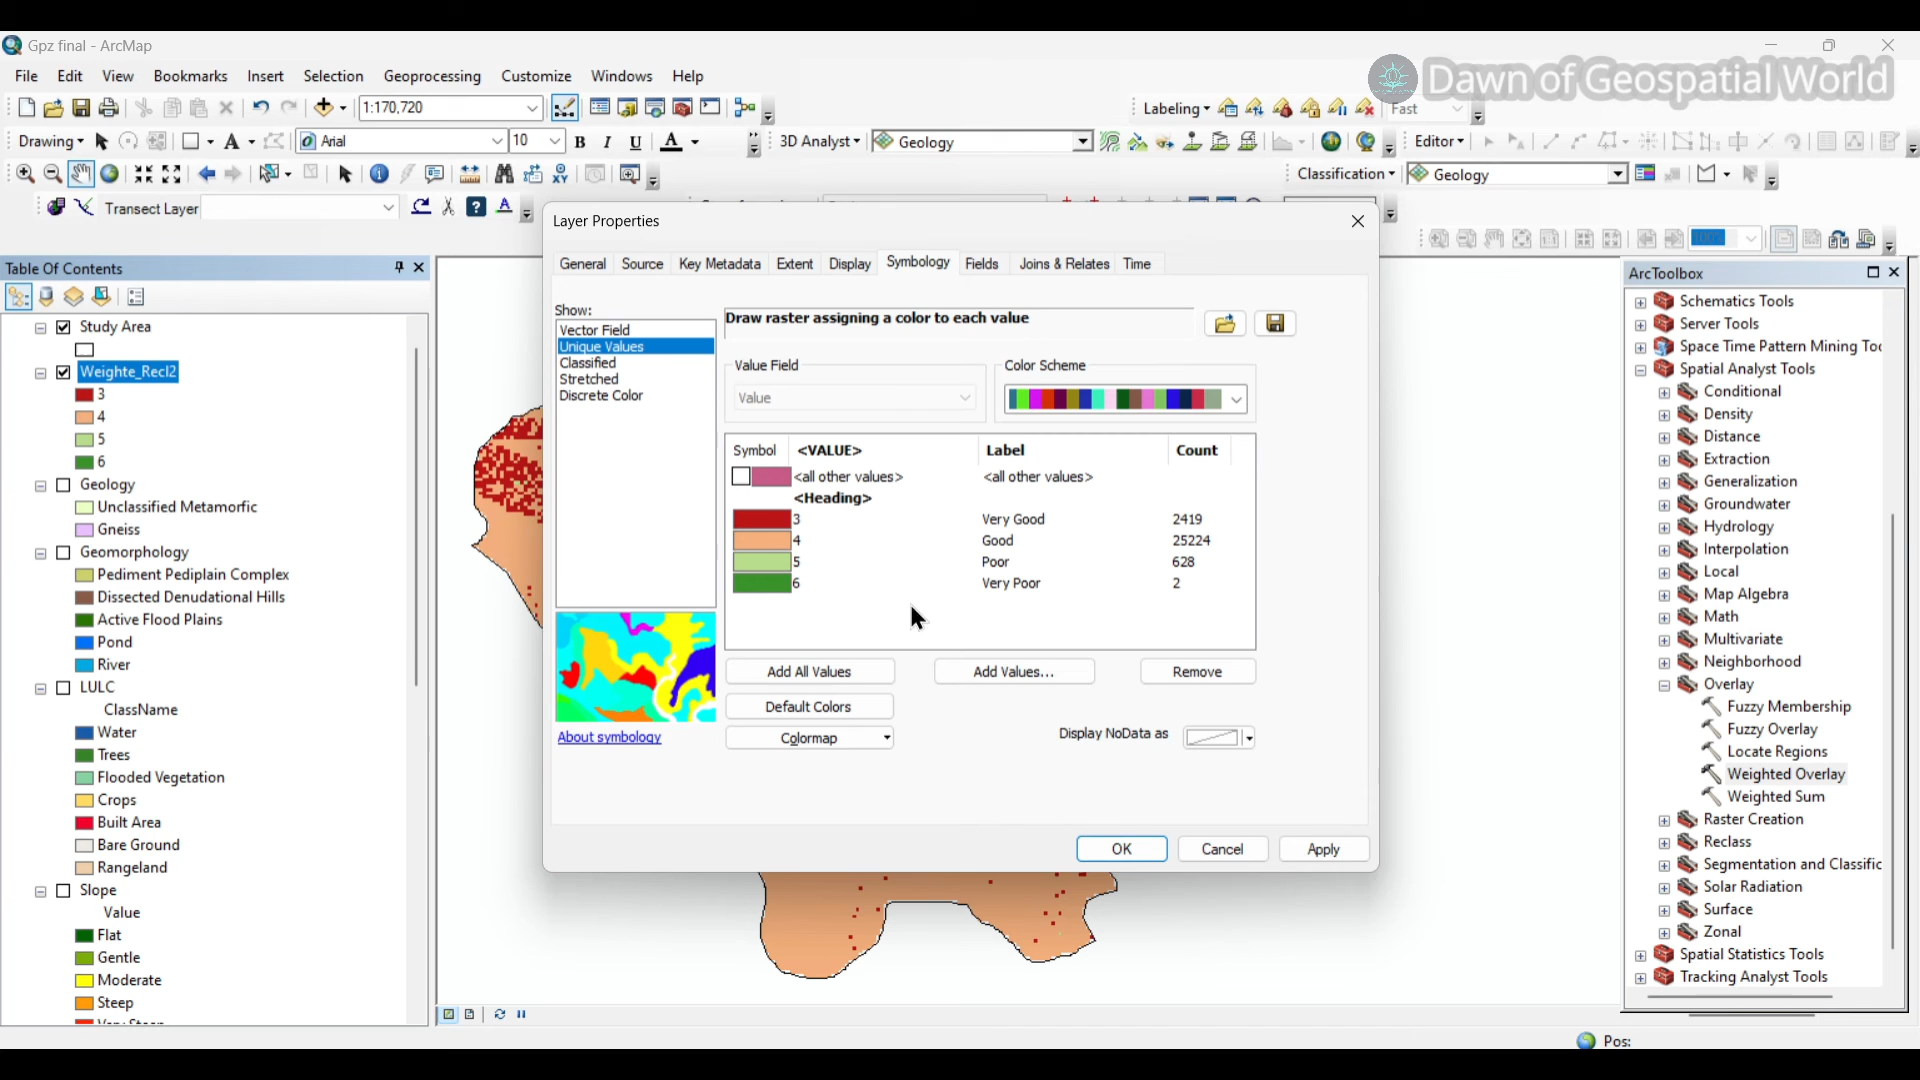 Gpz final - ArcMap
Dawn of Geospatial World
File Edit View Bookmarks Insert Selection Geoprocessing Customize Windows Help
1:170,720
Labeling
Fast
Drawing
Arial
10
B I U A
3D Analyst
Geology
Editor
Classification
Geology
Transect Layer
Layer Properties
General Source Key Metadata Extent Display Symbology Fields Joins & Relates Time
Table Of Contents
Study Area
Weighte_Recl2
3
4
5
6
Geology
Unclassified Metamorfic
Gneiss
Geomorphology
Pediment Pediplain Complex
Dissected Denudational Hills
Active Flood Plains
Pond
River
LULC
ClassName
Water
Trees
Flooded Vegetation
Crops
Built Area
Bare Ground
Rangeland
Slope
Value
Flat
Gentle
Moderate
Steep
Show:
Vector Field
Unique Values
Classified
Stretched
Discrete Color
About symbology
Draw raster assigning a color to each value
Value Field
Value
Color Scheme
Symbol <VALUE> Label Count
<all other values> <all other values>
<Heading>
3 Very Good 2419
4 Good 25224
5 Poor 628
6 Very Poor 2
Add All Values Add Values... Remove
Default Colors
Colormap
Display NoData as
OK Cancel Apply
ArcToolbox
Schematics Tools
Server Tools
Space Time Pattern Mining Too
Spatial Analyst Tools
Conditional
Density
Distance
Extraction
Generalization
Groundwater
Hydrology
Interpolation
Local
Map Algebra
Math
Multivariate
Neighborhood
Overlay
Fuzzy Membership
Fuzzy Overlay
Locate Regions
Weighted Overlay
Weighted Sum
Raster Creation
Reclass
Segmentation and Classific
Solar Radiation
Surface
Zonal
Spatial Statistics Tools
Tracking Analyst Tools
Pos: